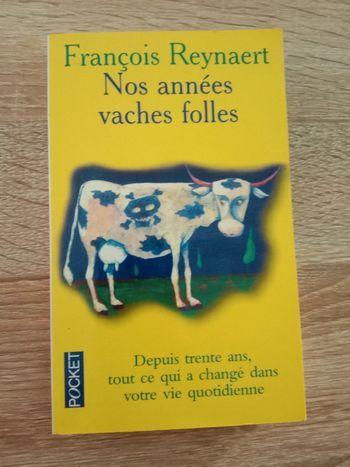 François Reynaert
Nos années
vaches folles
POCKET
Depuis trente ans,
tout ce qui a changé dans
votre vie quotidienne